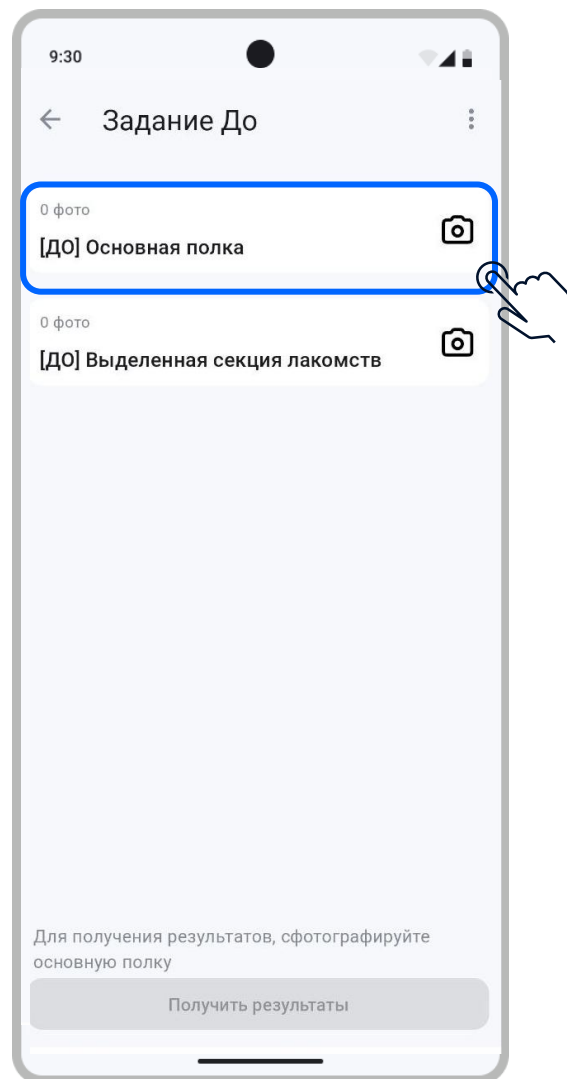 9:30
Задание До
0 фото
[ДО] Основная полка
0 фото
[ДО] Выделенная секция лакомств
Для получения результатов, сфотографируйте
основную полку
Получить результаты